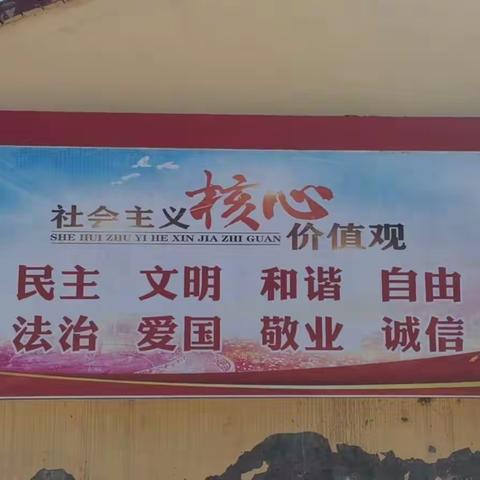 社会主义核心价值观
SHE HUI ZHU YI HE XIN JIA ZHI GUAN
民主 文明 和谐 自由
法治 爱国 敬业 诚信